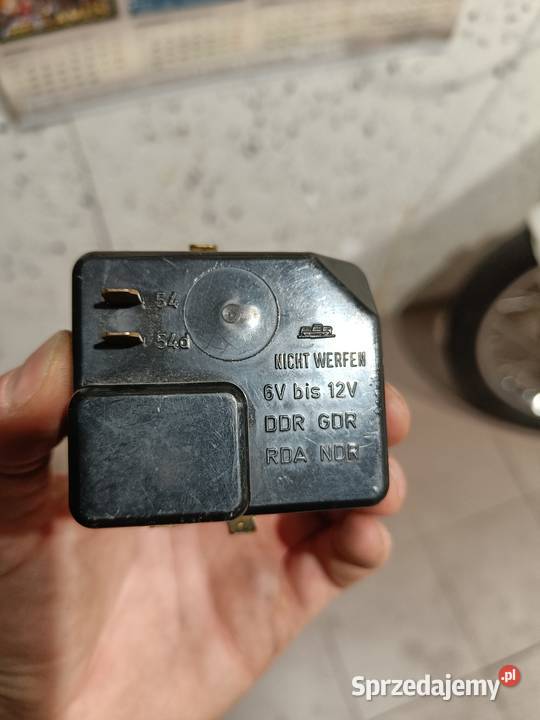 54
54d
NICHT WERFEN
6V bis 12V
DDR GDR
RDA NDR
Sprzedajemy.pl